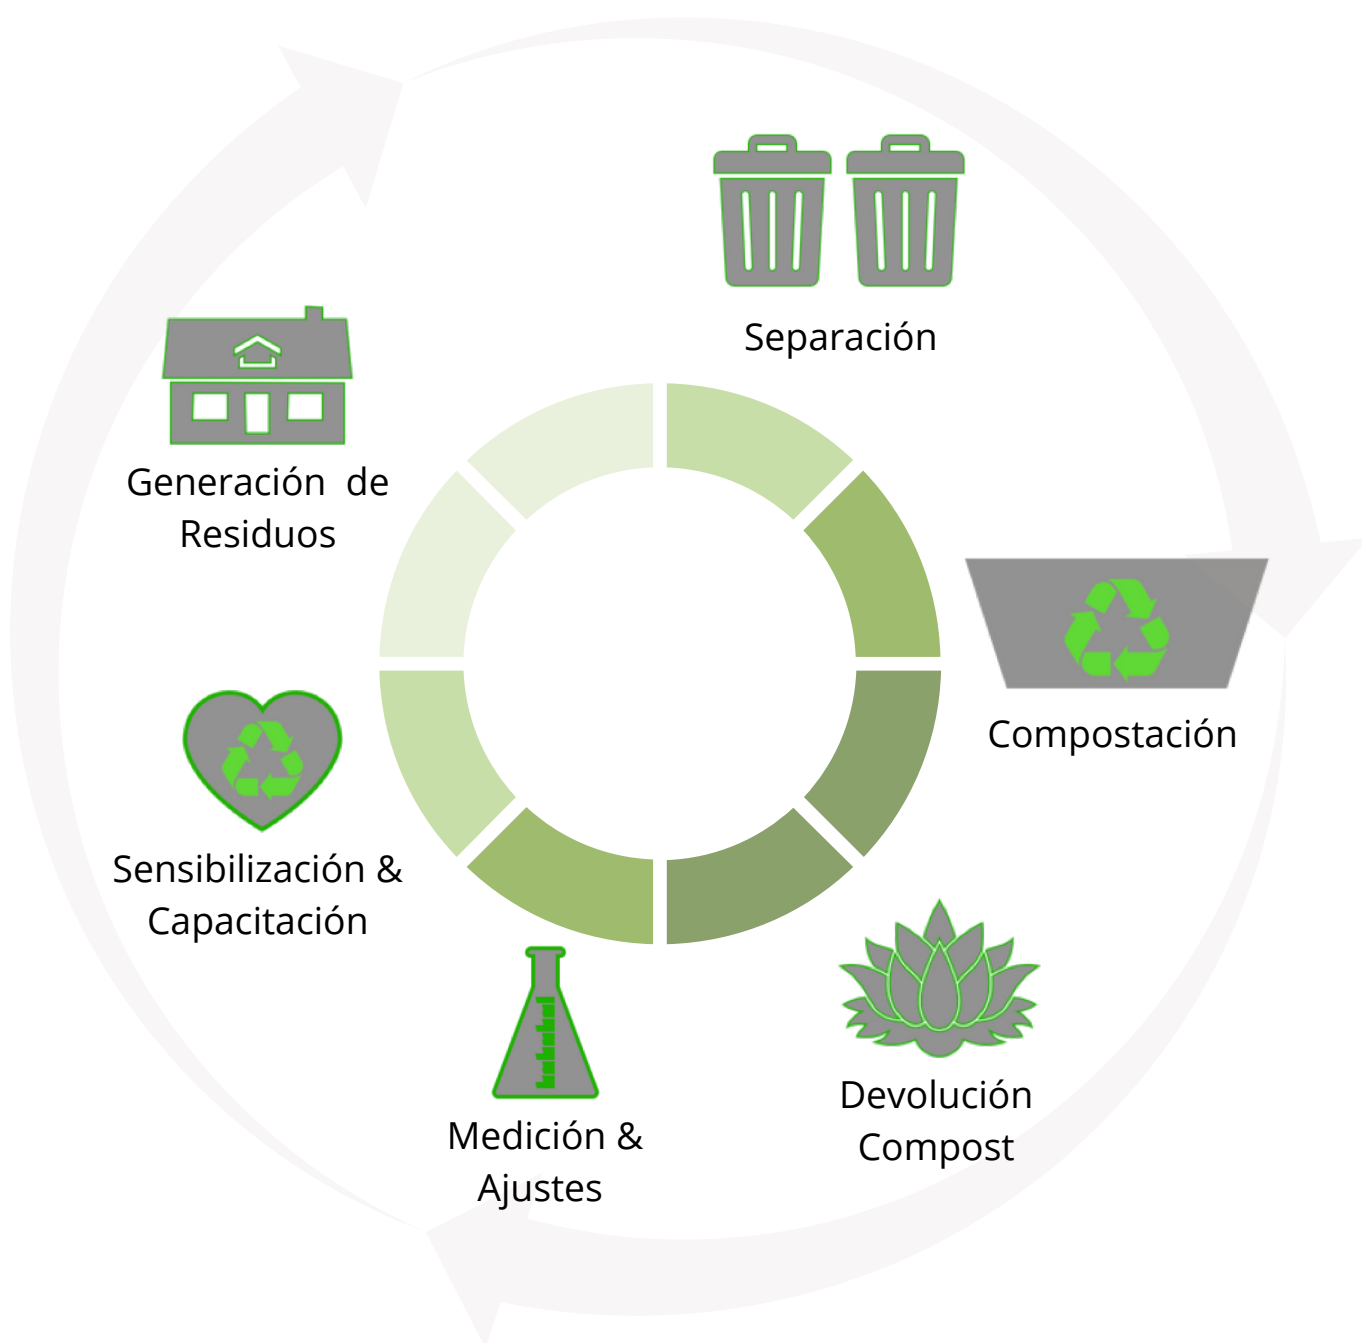 Separación
Generación  de
Residuos
Compostación
Sensibilización &
Capacitación
Devolución
Compost
Medición &
Ajustes